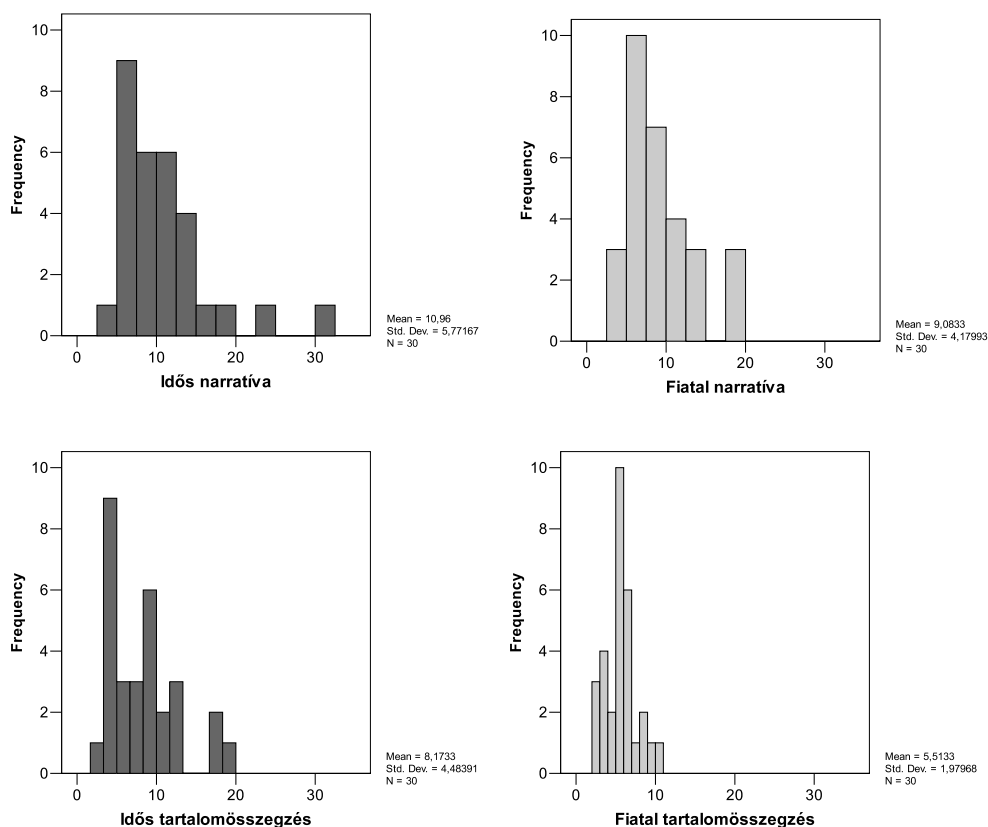 10
8
6
4
2
0
Frequency
0 10 20 30
Idős narratíva
Mean = 10,96
Std. Dev. = 5,77167
N = 30
10
8
6
4
2
0
Frequency
0 10 20 30
Fiatal narratíva
Mean = 9,0833
Std. Dev. = 4,17993
N = 30
10
8
6
4
2
0
Frequency
0 10 20 30
Idős tartalomösszegzés
Mean = 8,1733
Std. Dev. = 4,48391
N = 30
10
8
6
4
2
0
Frequency
0 10 20 30
Fiatal tartalomösszegzés
Mean = 5,5133
Std. Dev. = 1,97968
N = 30